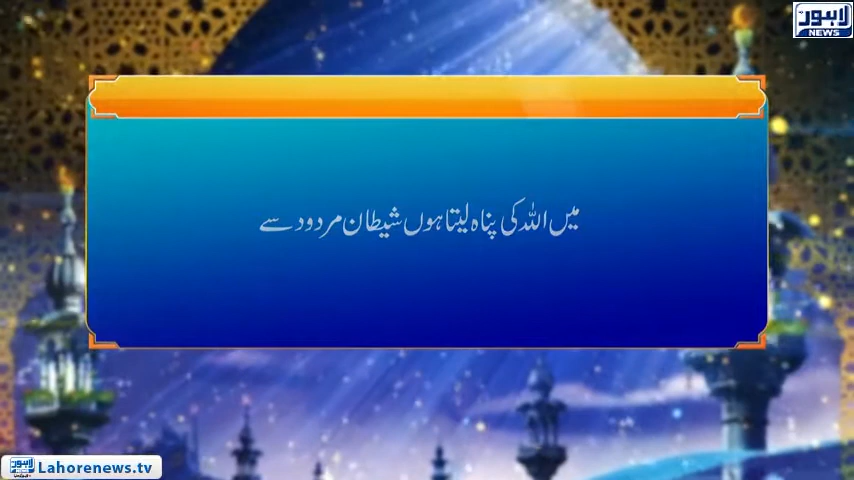 لاہور
NEWS
میں اللہ کی پناہ لیتا ہوں شیطان مردود سے
لاہور
Lahorenews.tv